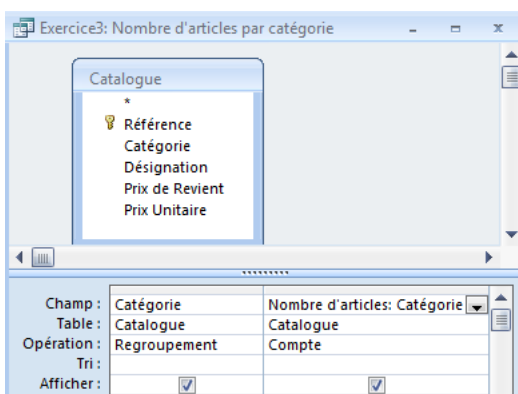 Exercice3: Nombre d'articles par catégorie
Catalogue
*
Référence
Catégorie
Désignation
Prix de Revient
Prix Unitaire
Champ : Catégorie Nombre d'articles: Catégorie
Table : Catalogue Catalogue
Opération : Regroupement Compte
Tri :
Afficher :